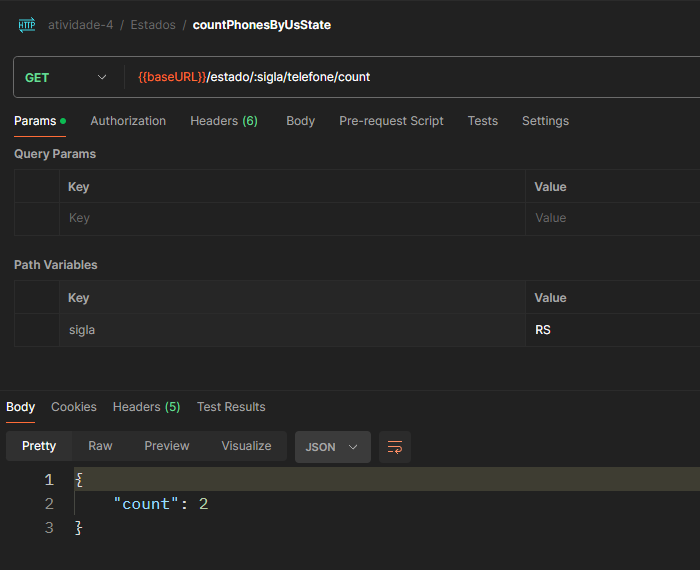 HTTP atividade-4 / Estados / countPhonesByUsState
GET {{baseURL}}/estado/:sigla/telefone/count
Params Authorization Headers (6) Body Pre-request Script Tests Settings
Query Params
Key Value
Key Value
Path Variables
Key Value
sigla RS
Body Cookies Headers (5) Test Results
Pretty Raw Preview Visualize JSON
1 {
2 "count": 2
3 }